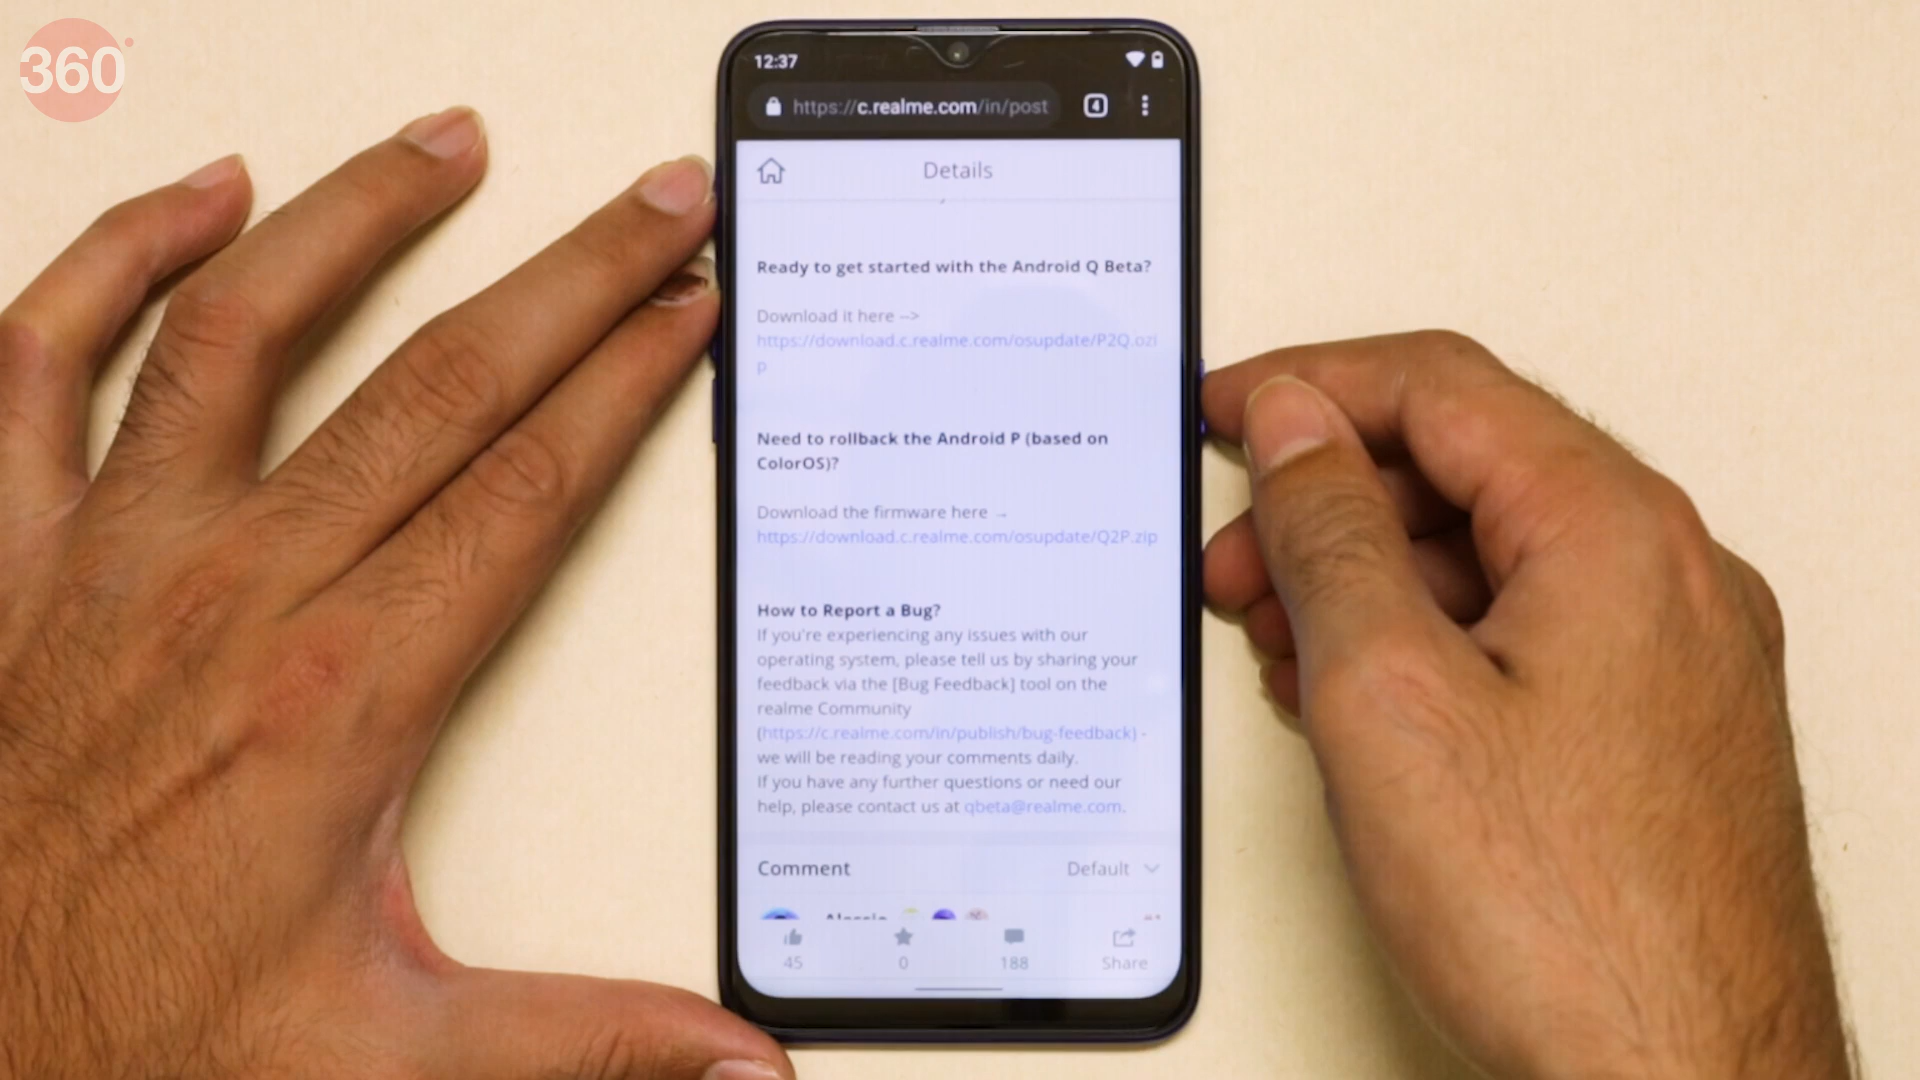 360
12:37
https://c.realme.com/in/post
4
Details
Ready to get started with the Android Q Beta?
Download it here -->
https://download.c.realme.com/osupdate/P2Q.ozi
p
Need to rollback the Android P (based on
ColorOS)?
Download the firmware here →
https://download.c.realme.com/osupdate/Q2P.zip
How to Report a Bug?
If you're experiencing any issues with our
operating system, please tell us by sharing your
feedback via the [Bug Feedback] tool on the
realme Community
(https://c.realme.com/in/publish/bug-feedback) -
we will be reading your comments daily.
If you have any further questions or need our
help, please contact us at qbeta@realme.com.
Comment
Default
45
0
188
Share